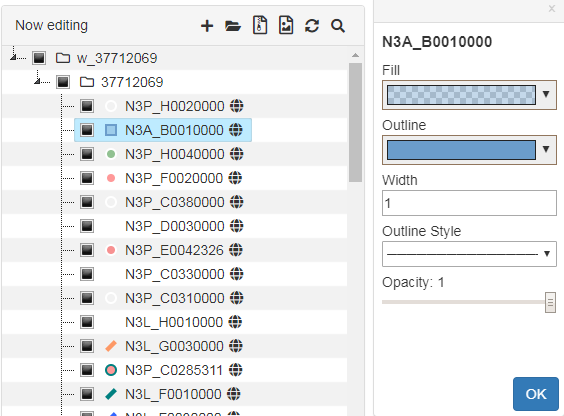 Now editing
w_37712069
37712069
N3P_H0020000
N3A_B0010000
N3P_H0040000
N3P_F0020000
N3P_C0380000
N3P_D0030000
N3P_E0042326
N3P_C0330000
N3P_C0310000
N3L_H0010000
N3L_G0030000
N3P_C0285311
N3L_F0010000
x
N3A_B0010000
Fill
Outline
Width
1
Outline Style
Opacity: 1
OK